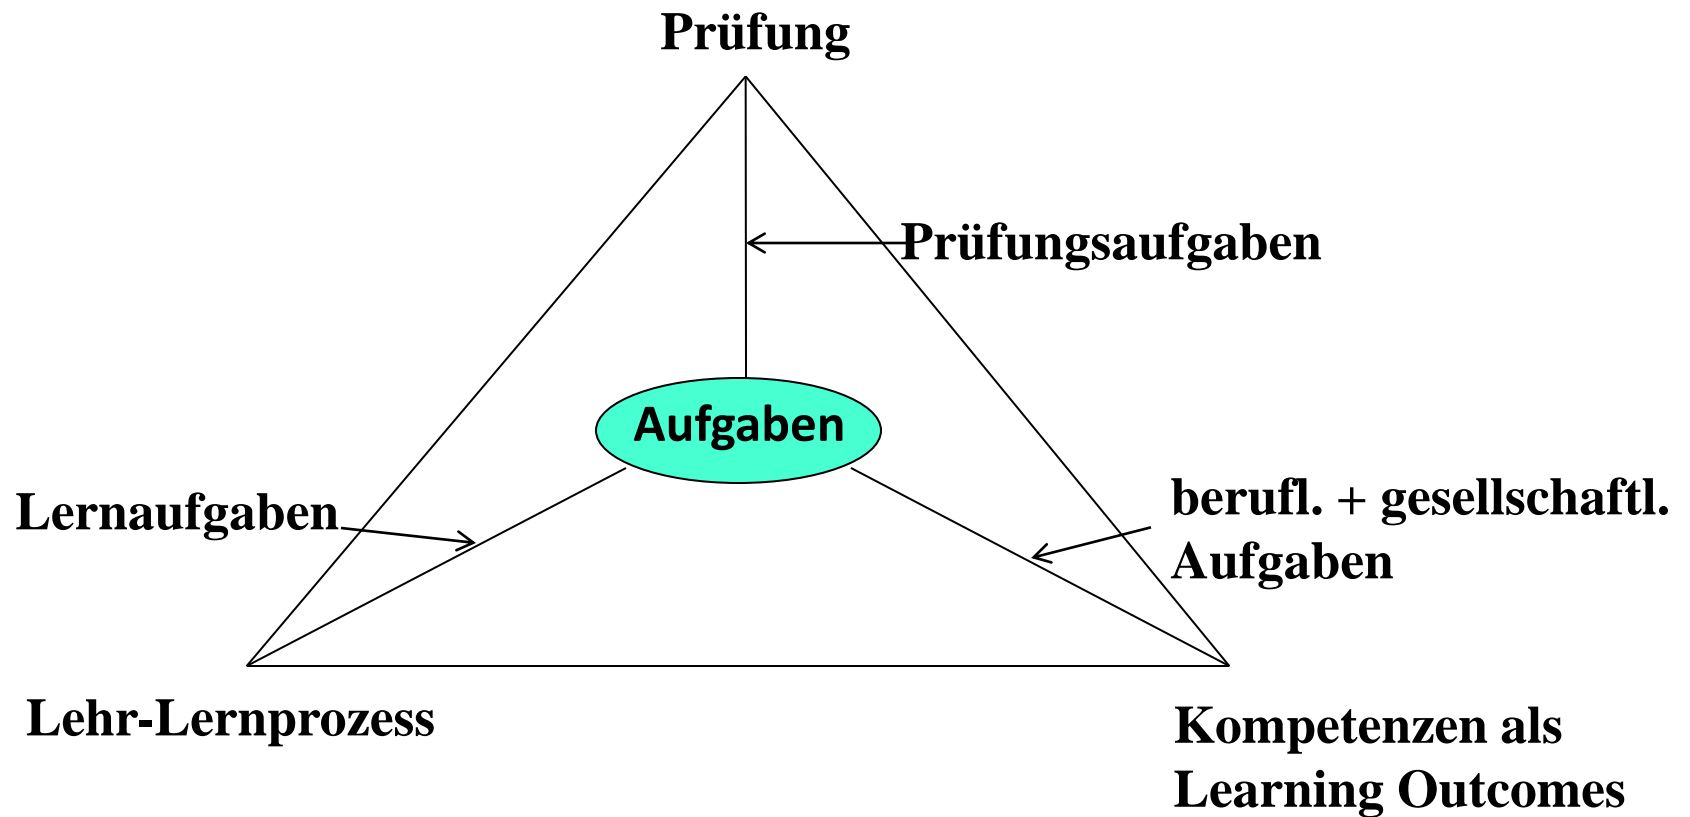 Prüfung
Prüfungsaufgaben
Aufgaben
Lernaufgaben
berufl. + gesellschaftl.
Aufgaben
Lehr-Lernprozess
Kompetenzen als
Learning Outcomes